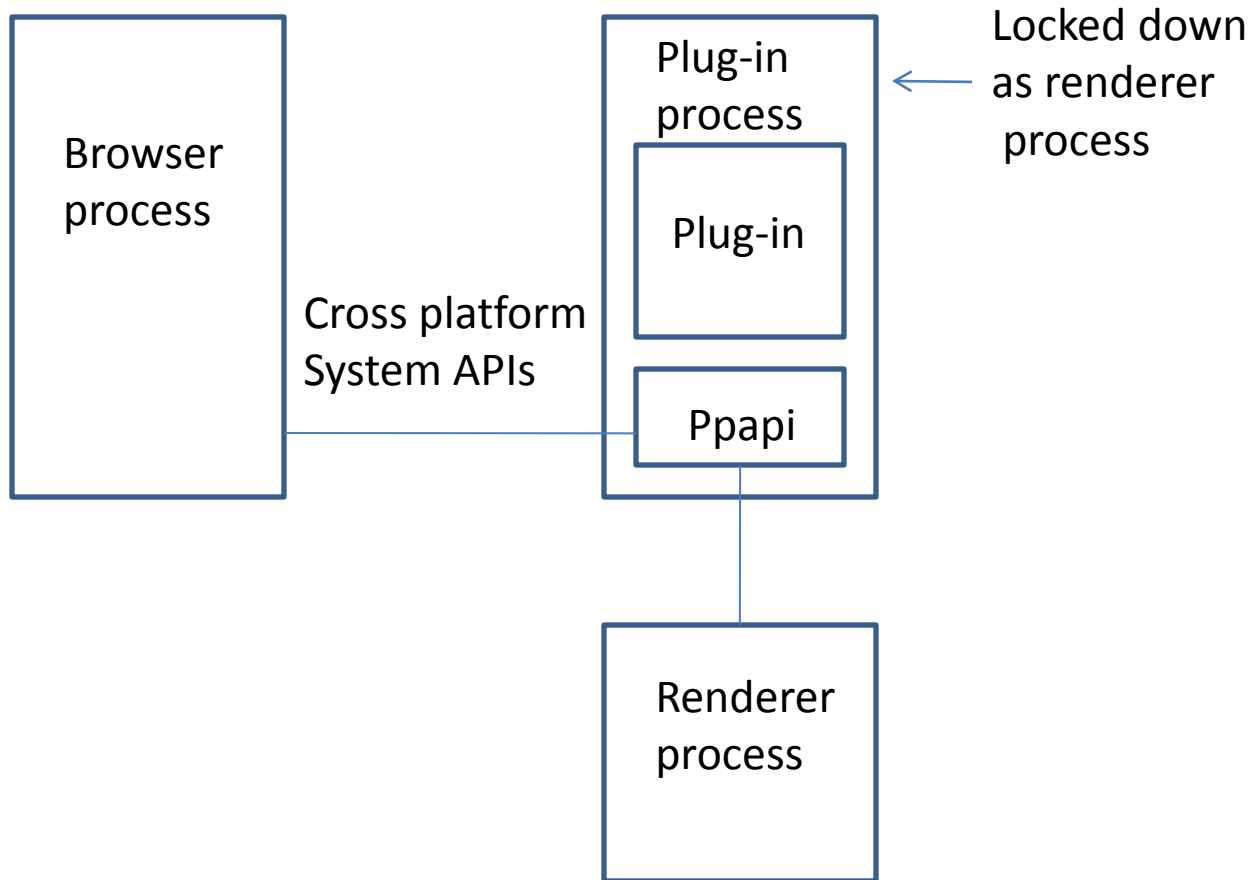 Browser
process
Plug-in
process
Locked down
as renderer
process
Plug-in
Cross platform
System APIs
Ppapi
Renderer
process